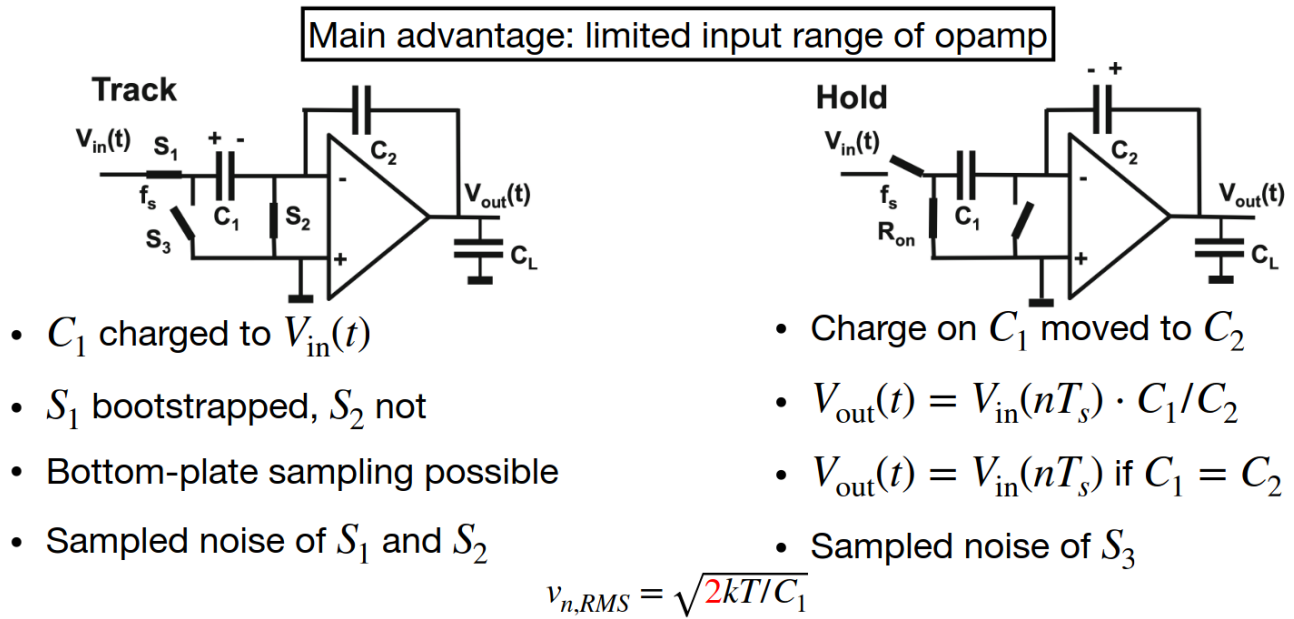 Main advantage: limited input range of opamp
Track
V_in(t)
S_1
+ -
f_s
C_1
S_3
S_2
C_2
-
+
V_out(t)
C_L
• C_1 charged to V_in(t)
• S_1 bootstrapped, S_2 not
• Bottom-plate sampling possible
• Sampled noise of S_1 and S_2
Hold
- +
V_in(t)
f_s
R_on
C_1
C_2
-
+
V_out(t)
C_L
• Charge on C_1 moved to C_2
• V_out(t) = V_in(nT_s) · C_1/C_2
• V_out(t) = V_in(nT_s) if C_1 = C_2
• Sampled noise of S_3
v_n,RMS = √2kT/C_1